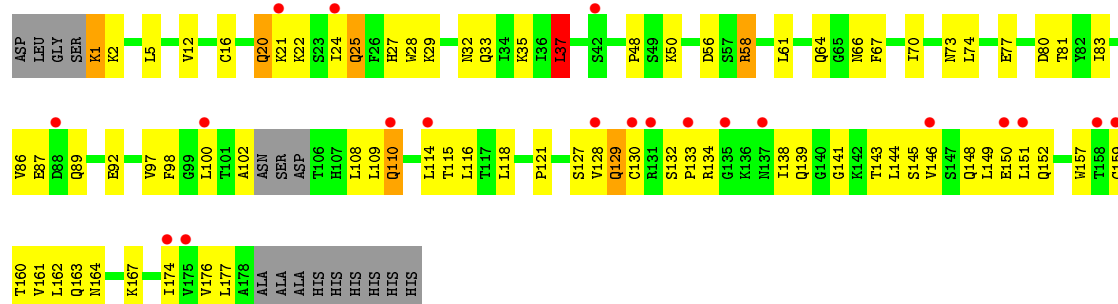 ASP LEU GLY SER K1 K2 L5 V12 C16 Q20 K21 K22 S23 I24 Q25 F26 H27 W28 K29 N32 Q33 I34 K35 I36 L37 S42 P48 S49 K50 D56 S57 R58 L61 Q64 G65 N66 F67 I70 N73 L74 E77 D80 T81 Y82 I83
V86 E87 D88 Q89 E92 V97 F98 G99 L100 T101 A102 ASN SER ASP T106 H107 L108 L109 Q110 L114 T115 L116 T117 L118 P121 S127 V128 Q129 C130 R131 S132 P133 R134 G135 K136 N137 I138 Q139 G140 G141 K142 T143 L144 S145 V146 S147 Q148 L149 E150 L151 Q152 W157 T158 C159
T160 V161 L162 Q163 N164 K167 I174 V175 V176 L177 A178 ALA ALA ALA HIS HIS HIS HIS HIS HIS